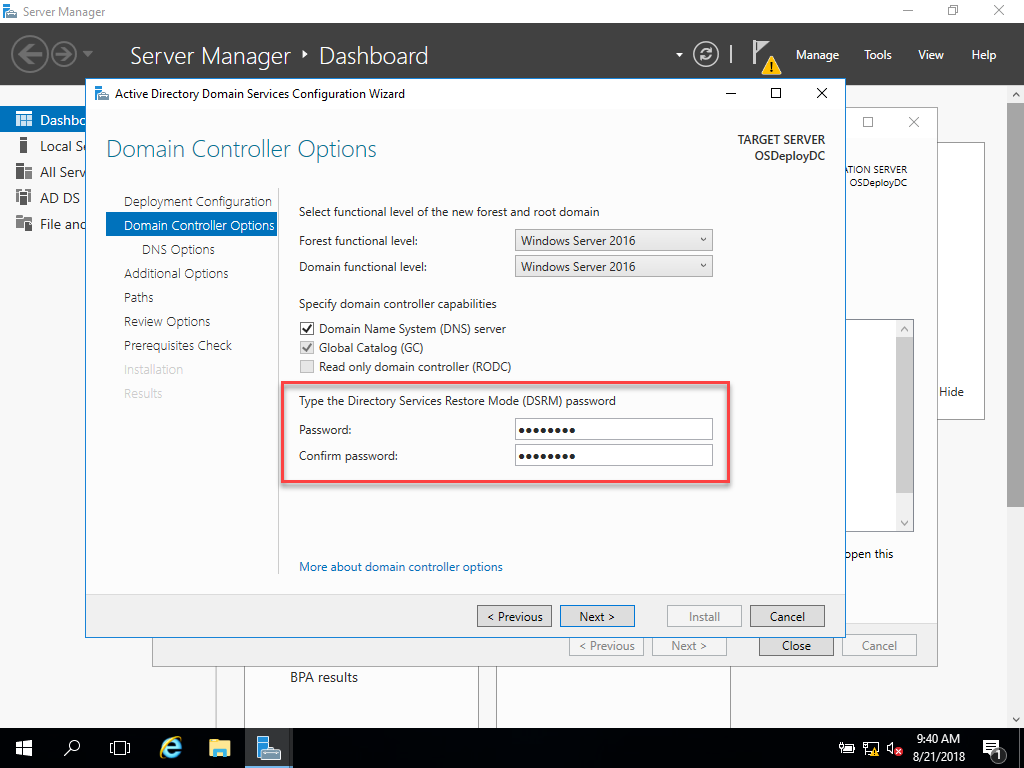 Server Manager
Server Manager ‣ Dashboard
Manage Tools View Help
Active Directory Domain Services Configuration Wizard
Domain Controller Options
TARGET SERVER
OSDeployDC
Dashbo
Local Se
All Serv
AD DS
File and
ATION SERVER
OSDeployDC
Deployment Configuration
Domain Controller Options
DNS Options
Additional Options
Paths
Review Options
Prerequisites Check
Installation
Results
Select functional level of the new forest and root domain
Forest functional level: Windows Server 2016
Domain functional level: Windows Server 2016
Specify domain controller capabilities
Domain Name System (DNS) server
Global Catalog (GC)
Read only domain controller (RODC)
Type the Directory Services Restore Mode (DSRM) password
Password: ●●●●●●●●
Confirm password: ●●●●●●●●
Hide
open this
More about domain controller options
< Previous Next > Install Cancel
< Previous Next > Close Cancel
BPA results
9:40 AM
8/21/2018
1